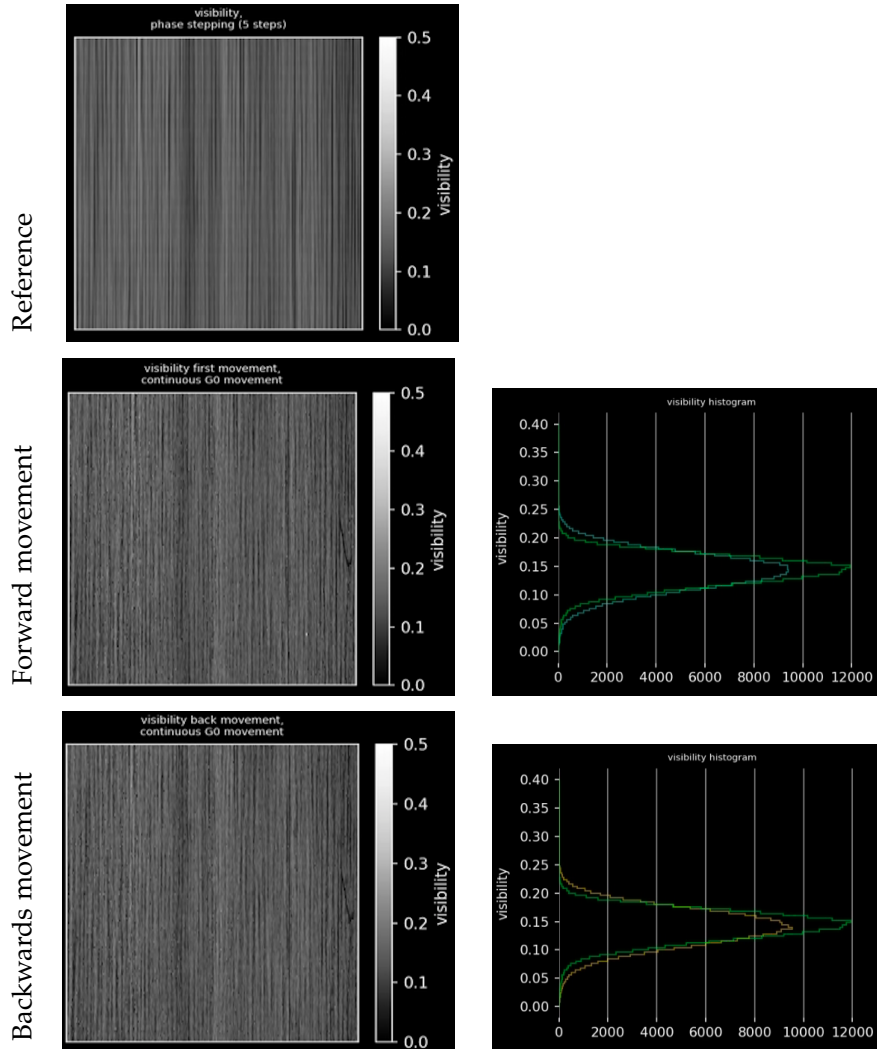 Reference
visibility,
phase stepping (5 steps)
0.5
0.4
0.3
0.2
0.1
0.0
visibility
Forward movement
visibility first movement,
continuous G0 movement
0.5
0.4
0.3
0.2
0.1
0.0
visibility
visibility histogram
visibility
0.40
0.35
0.30
0.25
0.20
0.15
0.10
0.05
0.00
0 2000 4000 6000 8000 10000 12000
Backwards movement
visibility back movement,
continuous G0 movement
0.5
0.4
0.3
0.2
0.1
0.0
visibility
visibility histogram
visibility
0.40
0.35
0.30
0.25
0.20
0.15
0.10
0.05
0.00
0 2000 4000 6000 8000 10000 12000